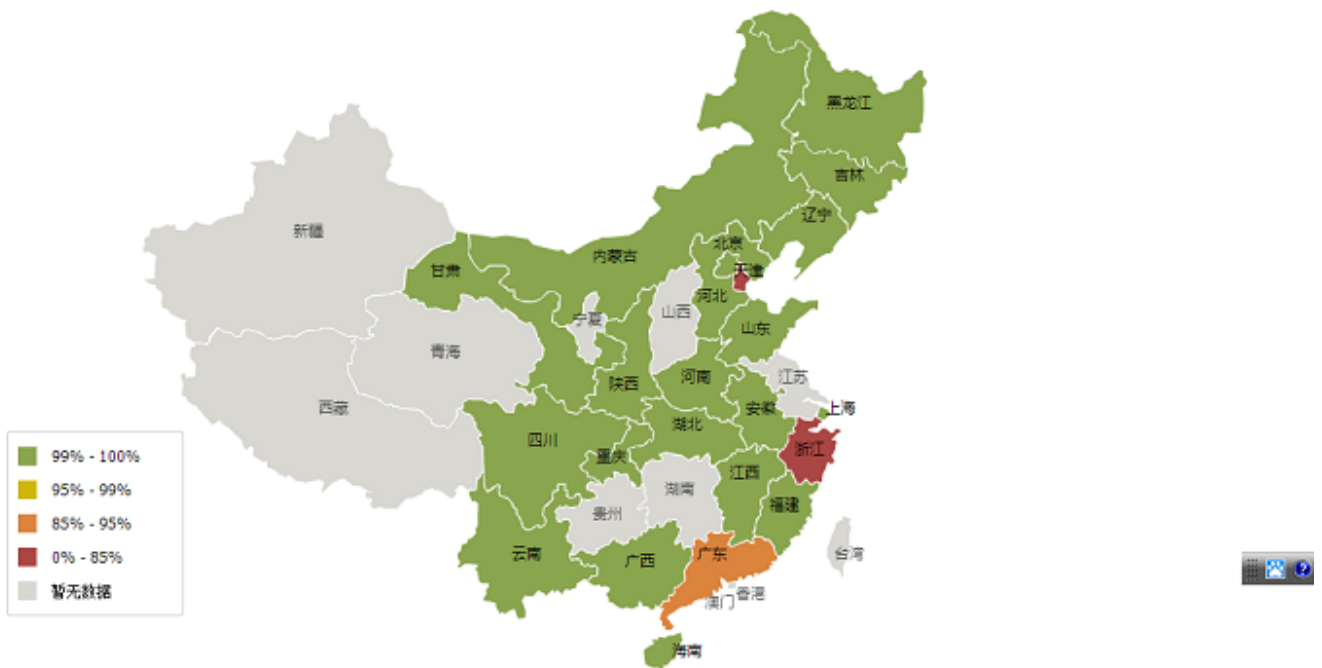 黑龙江
吉林
辽宁
新疆
北京
内蒙古
甘肃
天津
河北
山西
宁夏
山东
青海
河南
江苏
陕西
西藏
安徽
上海
湖北
四川
浙江
重庆
江西
湖南
福建
贵州
云南
广西
广东
台湾
香港
澳门
海南
99% - 100%
95% - 99%
85% - 95%
0% - 85%
暂无数据
?